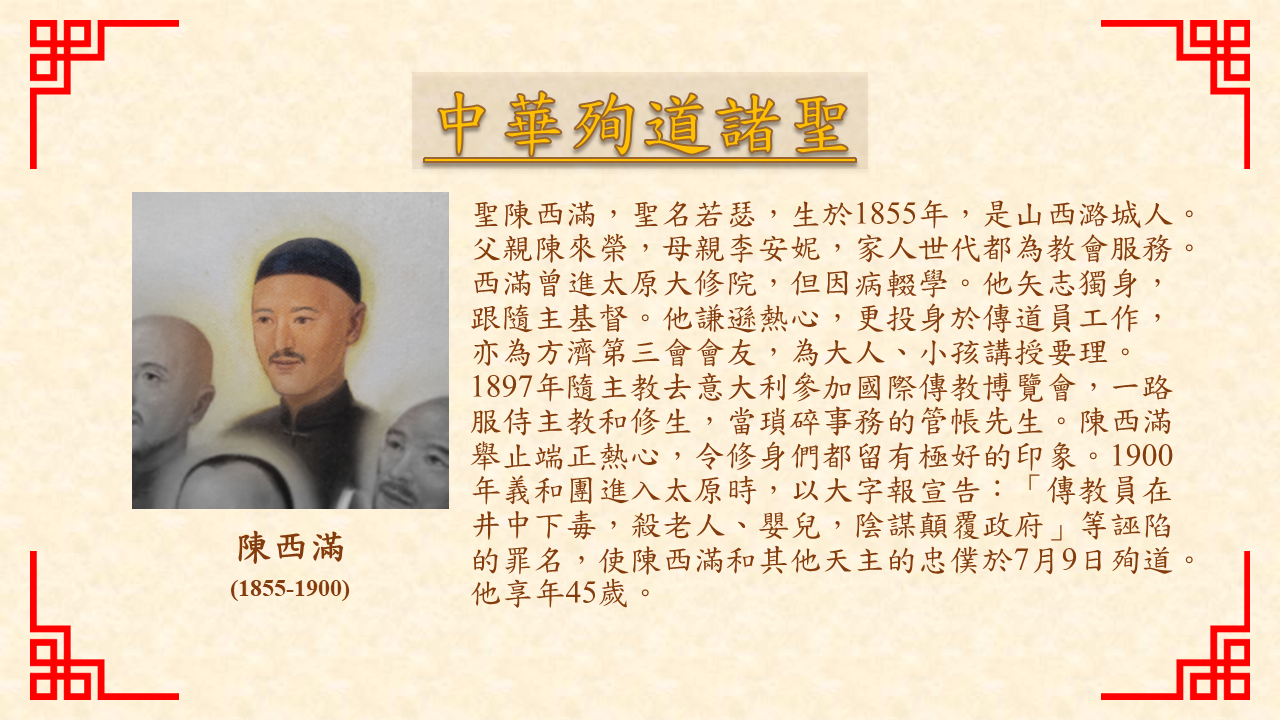 中華殉道諸聖
聖陳西滿，聖名若瑟，生於1855年，是山西潞城人。
父親陳來榮，母親李安妮，家人世代都為教會服務。
西滿曾進太原大修院，但因病輟學。他矢志獨身，
跟隨主基督。他謙遜熱心，更投身於傳道員工作，
亦為方濟第三會會友，為大人、小孩講授要理。
1897年隨主教去意大利參加國際傳教博覽會，一路
服侍主教和修生，當瑣碎事務的管帳先生。陳西滿
舉止端正熱心，令修身們都留有極好的印象。1900
年義和團進入太原時，以大字報宣告：「傳教員在
井中下毒，殺老人、嬰兒，陰謀顛覆政府」等誣陷
的罪名，使陳西滿和其他天主的忠僕於7月9日殉道。
他享年45歲。
陳西滿
(1855-1900)